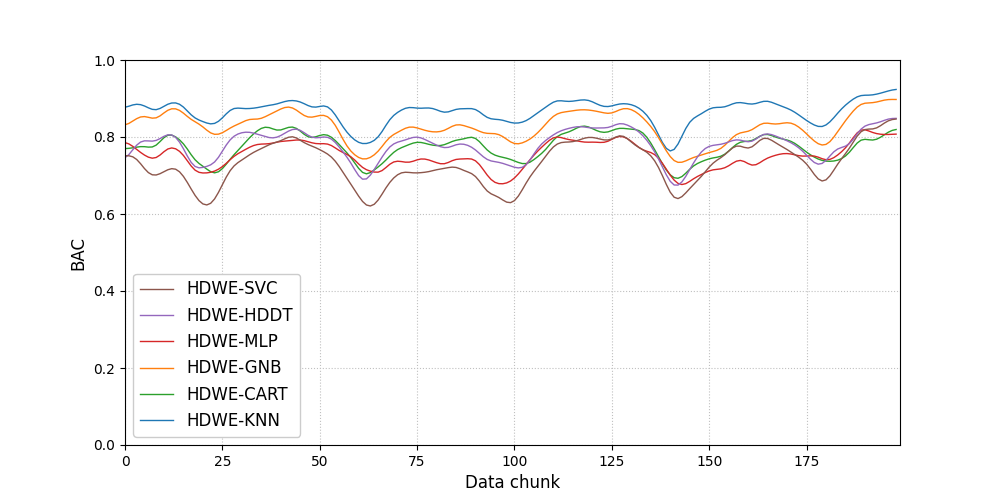 1.0
0.8
0.6
0.4
0.2
0.0
BAC
HDWE-SVC
HDWE-HDDT
HDWE-MLP
HDWE-GNB
HDWE-CART
HDWE-KNN
0 25 50 75 100 125 150 175
Data chunk